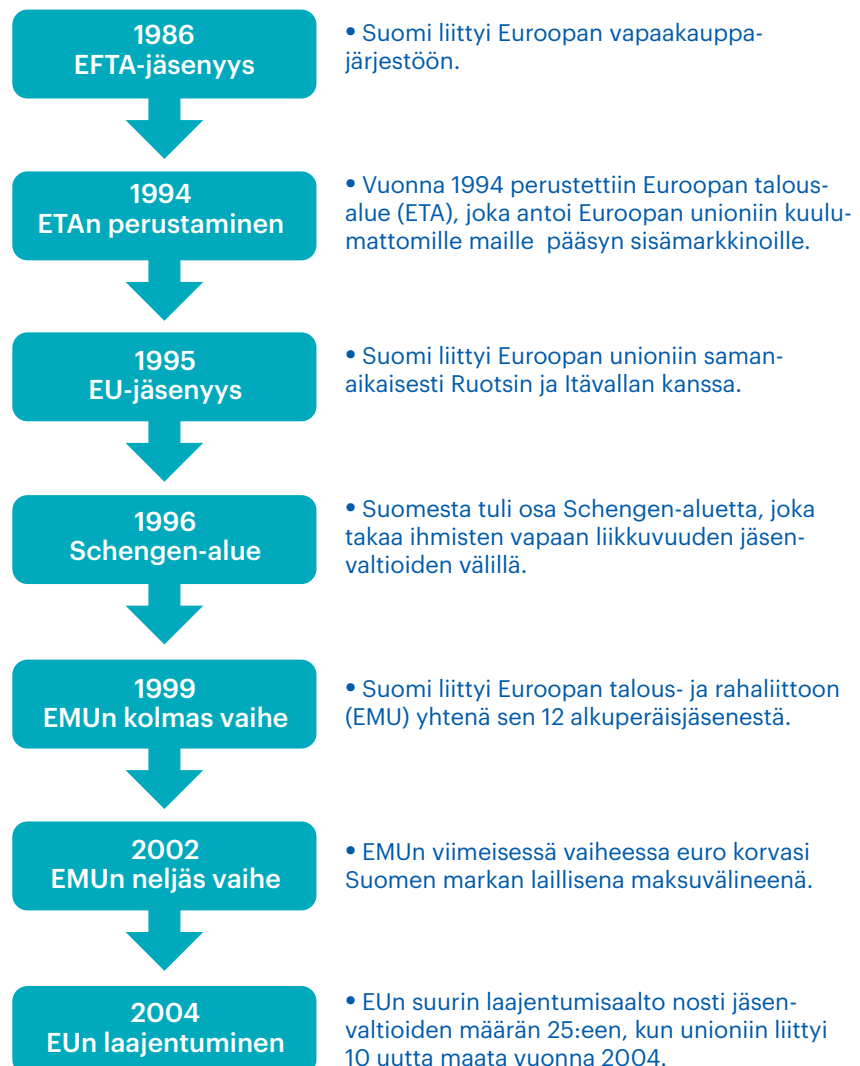 1986
EFTA-jäsenyys
• Suomi liittyi Euroopan vapaakauppa-
järjestöön.
1994
ETAn perustaminen
• Vuonna 1994 perustettiin Euroopan talous-
alue (ETA), joka antoi Euroopan unioniin kuulu-
mattomille maille pääsyn sisämarkkinoille.
1995
EU-jäsenyys
• Suomi liittyi Euroopan unioniin saman-
aikaisesti Ruotsin ja Itävallan kanssa.
1996
Schengen-alue
• Suomesta tuli osa Schengen-aluetta, joka
takaa ihmisten vapaan liikkuvuuden jäsen-
valtioiden välillä.
1999
EMUn kolmas vaihe
• Suomi liittyi Euroopan talous- ja rahaliittoon
(EMU) yhtenä sen 12 alkuperäisjäsenestä.
2002
EMUn neljäs vaihe
• EMUn viimeisessä vaiheessa euro korvasi
Suomen markan laillisena maksuvälineenä.
2004
EUn laajentuminen
• EUn suurin laajentumisaalto nosti jäsen-
valtioiden määrän 25:een, kun unioniin liittyi
10 uutta maata vuonna 2004.